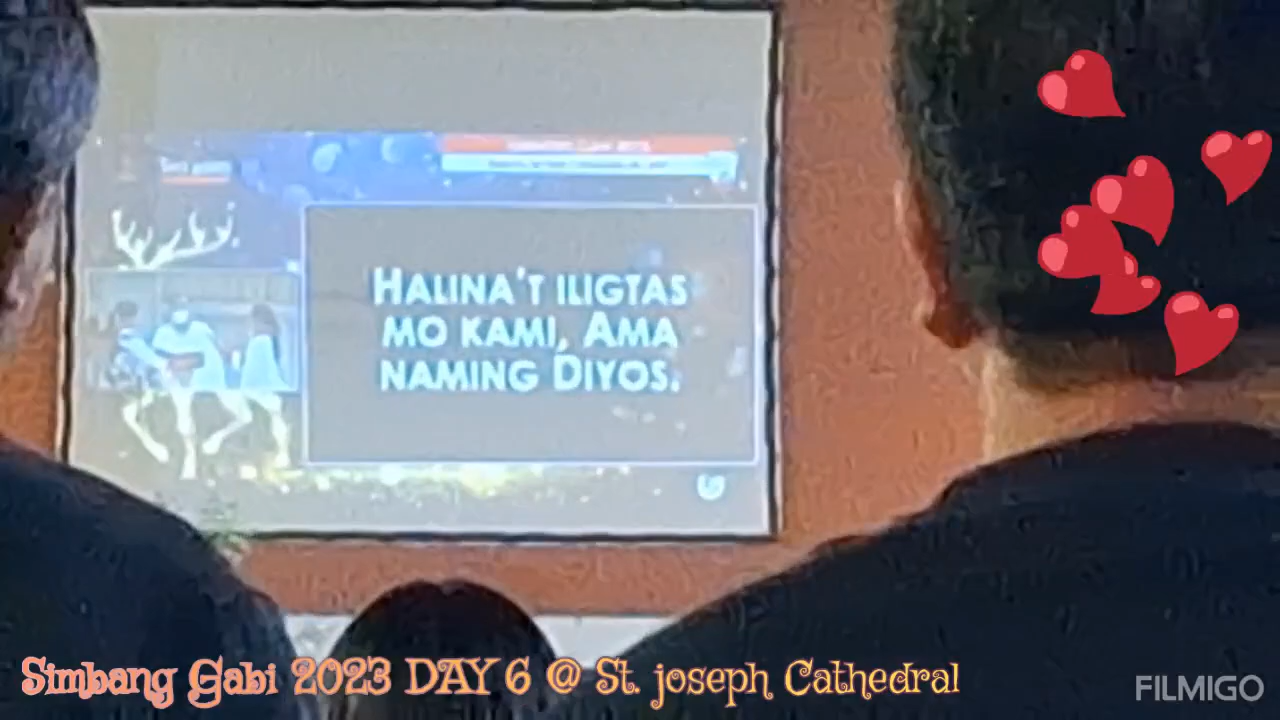 HALINA'T ILIGTAS
MO KAMI, AMA
NAMING DIYOS.
Simbang Gabi 2023 DAY 6 @ St. joseph Cathedral
FILMIGO